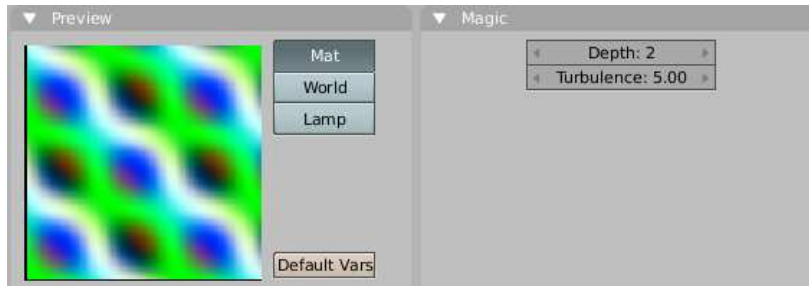 Preview
Mat
World
Lamp
Default Vars
Magic
Depth: 2
Turbulence: 5.00